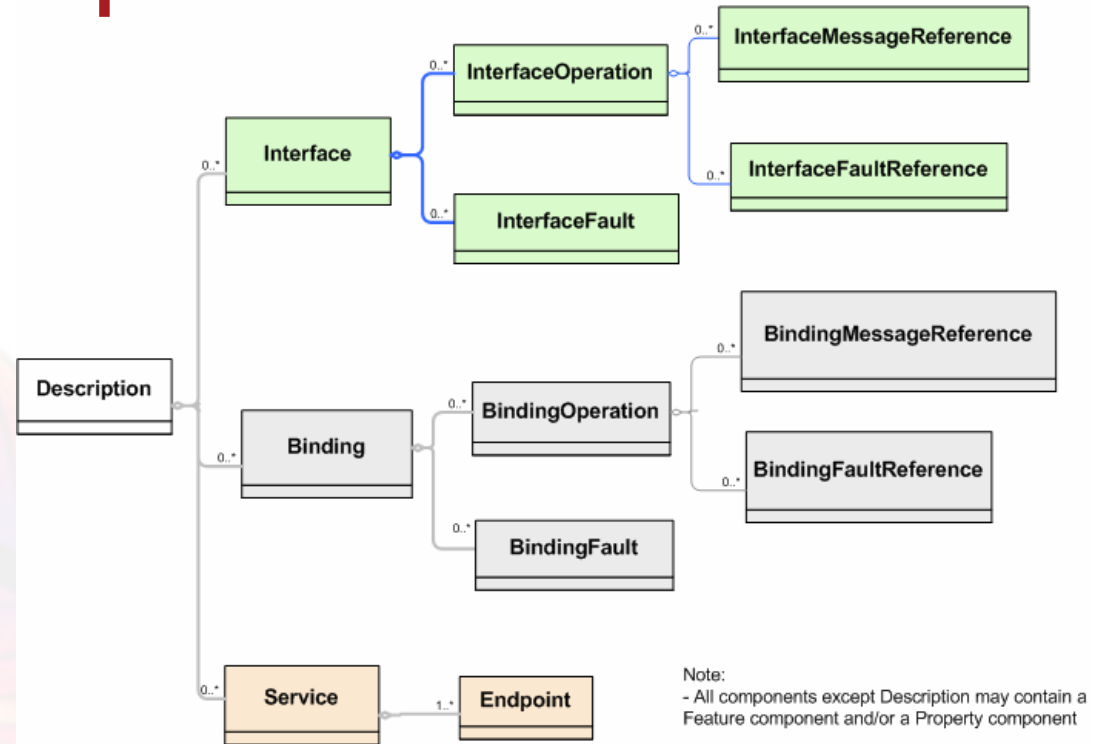 0..*
InterfaceMessageReference
0..*
InterfaceOperation
0..*
Interface
0..*
InterfaceFaultReference
0..*
InterfaceFault
0..*
BindingMessageReference
Description
0..*
BindingOperation
0..*
Binding
0..*
BindingFaultReference
0..*
BindingFault
0..*
Service
1..*
Endpoint
Note:
- All components except Description may contain a
Feature component and/or a Property component
0..*